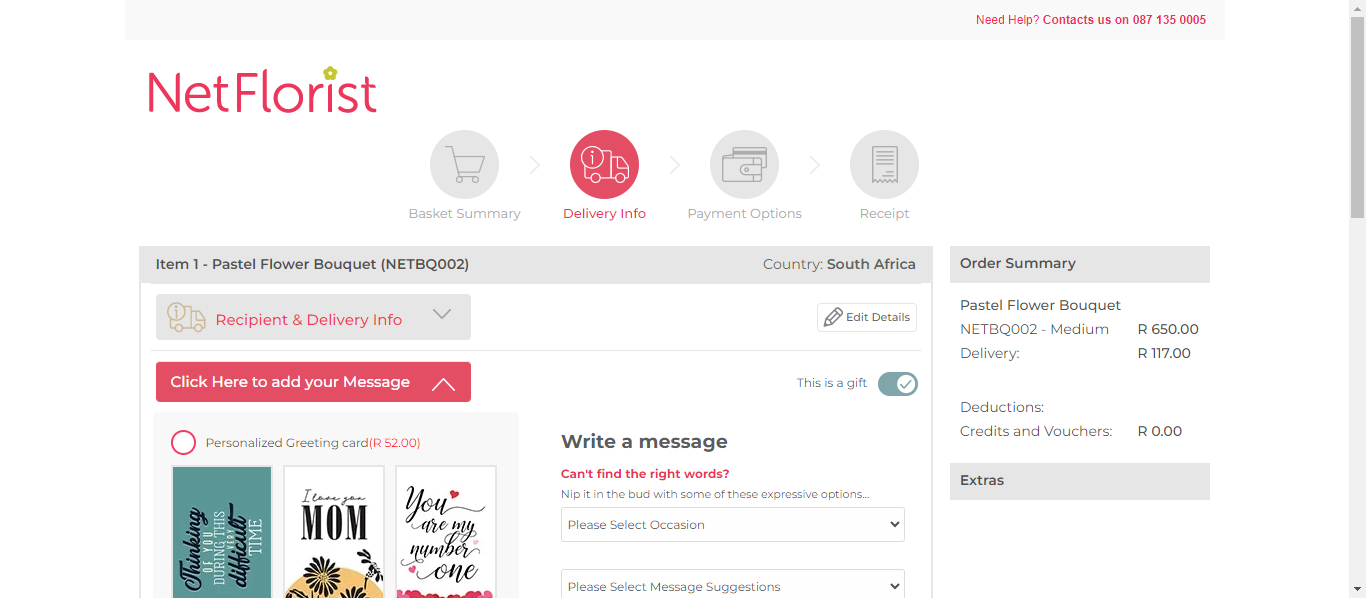 Need Help? Contacts us on 087 135 0005
NetFlorist
Basket Summary
Delivery Info
Payment Options
Receipt
Item 1 - Pastel Flower Bouquet (NETBQ002)
Country: South Africa
Recipient & Delivery Info
Edit Details
Click Here to add your Message
This is a gift
Personalized Greeting card(R 52.00)
Thinking
OF YOU
DURING THIS
VERY
difficult
TIME
I love you
MOM
You
are my
number
one
Write a message
Can't find the right words?
Nip it in the bud with some of these expressive options...
Please Select Occasion
Please Select Message Suggestions
Order Summary
Pastel Flower Bouquet
NETBQ002 - Medium R 650.00
Delivery: R 117.00
Deductions:
Credits and Vouchers: R 0.00
Extras